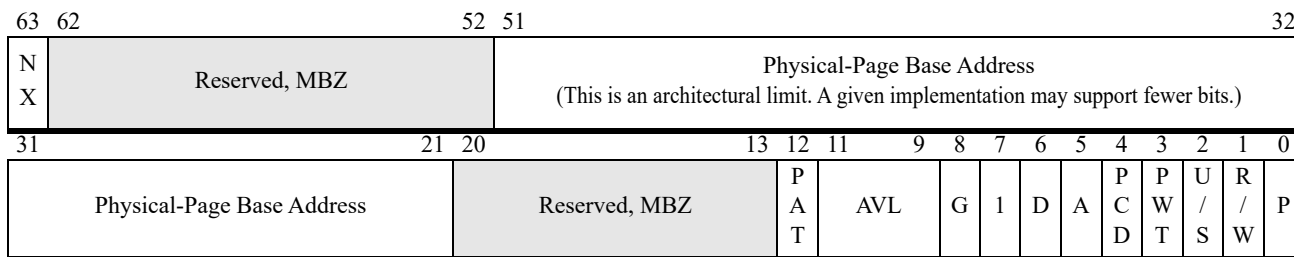 63 62 52 51 32
N
X
Reserved, MBZ
Physical-Page Base Address
(This is an architectural limit. A given implementation may support fewer bits.)
31 21 20 13 12 11 9 8 7 6 5 4 3 2 1 0
Physical-Page Base Address
Reserved, MBZ
P
A
T
AVL
G
1
D
A
P
C
D
P
W
T
U
/
S
R
/
W
P